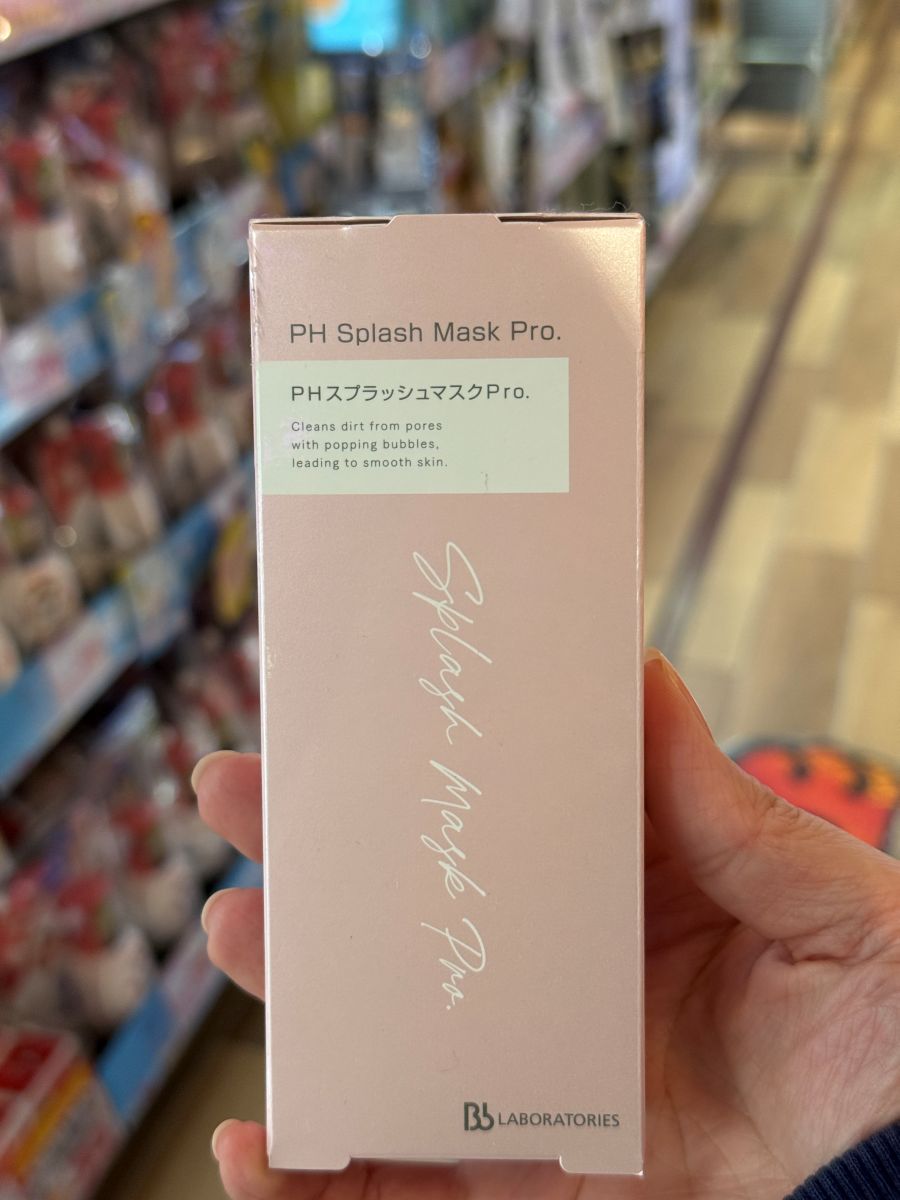 PH Splash Mask Pro.
PHスプラッシュマスクPro.
Cleans dirt from pores
with popping bubbles,
leading to smooth skin.
Splash Mask Pro.
Bb LABORATORIES